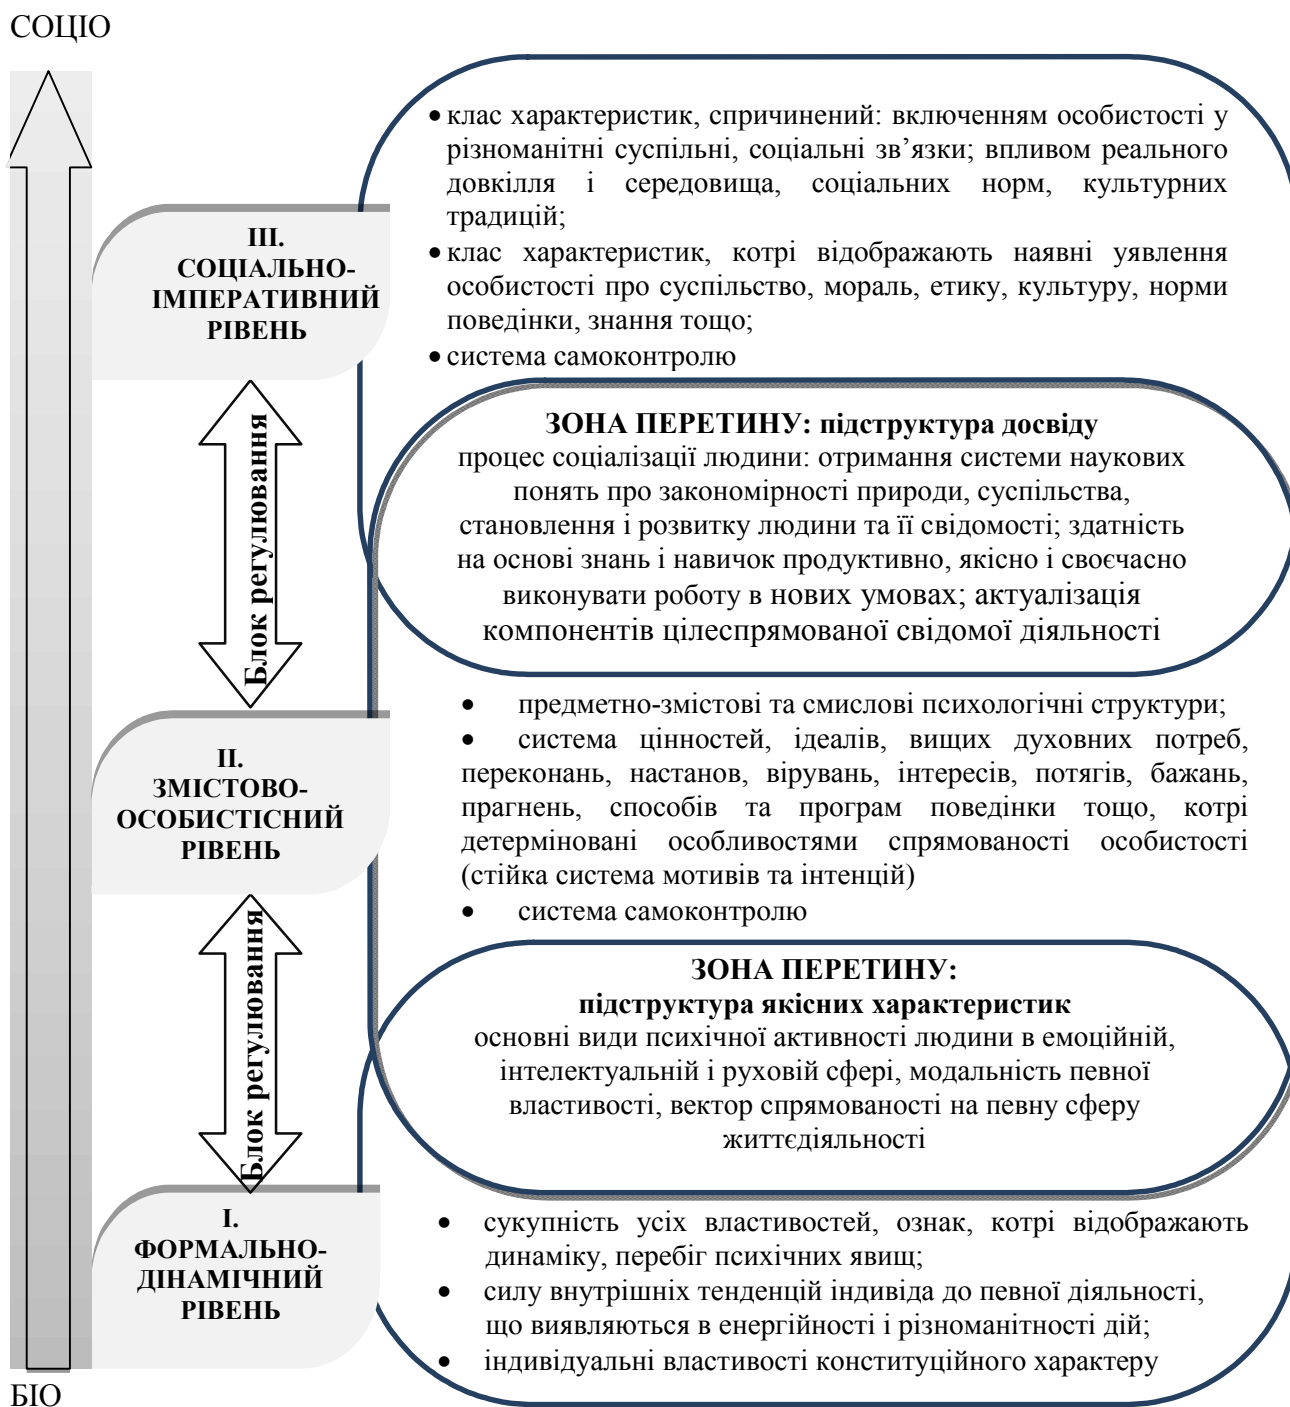 СОЦІО
• клас характеристик, спричинений: включенням особистості у
різноманітні суспільні, соціальні зв’язки; впливом реального
довкілля і середовища, соціальних норм, культурних
традицій;
• клас характеристик, котрі відображають наявні уявлення
особистості про суспільство, мораль, етику, культуру, норми
поведінки, знання тощо;
• система самоконтролю
ІІІ.
СОЦІАЛЬНО-
ІМПЕРАТИВНИЙ
РІВЕНЬ
Блок регулювання
ЗОНА ПЕРЕТИНУ: підструктура досвіду
процес соціалізації людини: отримання системи наукових
понять про закономірності природи, суспільства,
становлення і розвитку людини та її свідомості; здатність
на основі знань і навичок продуктивно, якісно і своєчасно
виконувати роботу в нових умовах; актуалізація
компонентів цілеспрямованої свідомої діяльності
ІІ.
ЗМІСТОВО-
ОСОБИСТІСНИЙ
РІВЕНЬ
• предметно-змістові та смислові психологічні структури;
• система цінностей, ідеалів, вищих духовних потреб,
переконань, настанов, вірувань, інтересів, потягів, бажань,
прагнень, способів та програм поведінки тощо, котрі
детерміновані особливостями спрямованості особистості
(стійка система мотивів та інтенцій)
• система самоконтролю
Блок регулювання
ЗОНА ПЕРЕТИНУ:
підструктура якісних характеристик
основні види психічної активності людини в емоційній,
інтелектуальній і руховій сфері, модальність певної
властивості, вектор спрямованості на певну сферу
життєдіяльності
І.
ФОРМАЛЬНО-
ДІНАМІЧНИЙ
РІВЕНЬ
• сукупність усіх властивостей, ознак, котрі відображають
динаміку, перебіг психічних явищ;
• силу внутрішніх тенденцій індивіда до певної діяльності,
що виявляються в енергійності і різноманітності дій;
• індивідуальні властивості конституційного характеру
БІО